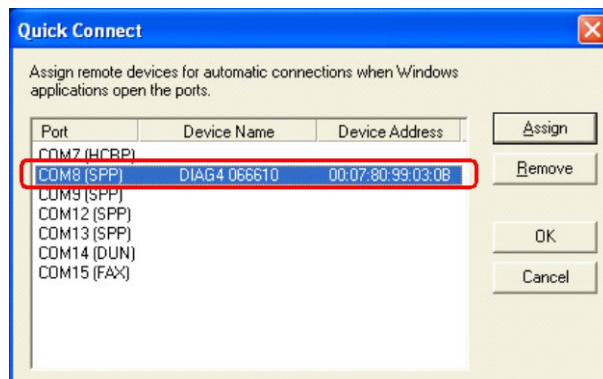 Quick Connect
Assign remote devices for automatic connections when Windows
applications open the ports.
Port Device Name Device Address
COM7 (HCRP)
COM8 (SPP) DIAG4 066610 00:07:80:99:03:0B
COM9 (SPP)
COM12 (SPP)
COM13 (SPP)
COM14 (DUN)
COM15 (FAX)
Assign
Remove
OK
Cancel